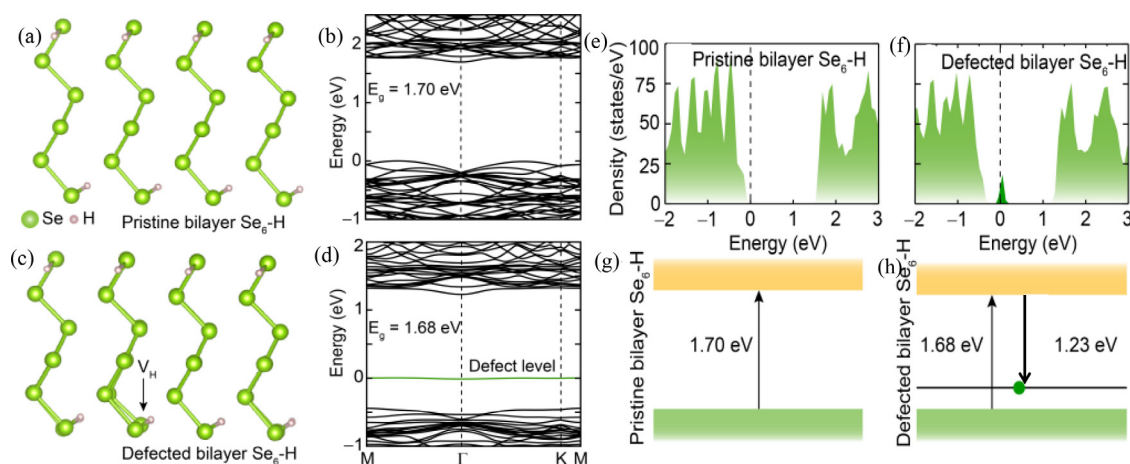 (a)
Se H
Pristine bilayer Se₆-H
(b)
Energy (eV)
2
1
0
−1
E_g = 1.70 eV
(e)
Density (states/eV)
100
75
50
25
0
Pristine bilayer Se₆-H
−2 −1 0 1 2 3
Energy (eV)
(f)
Defected bilayer Se₆-H
−2 −1 0 1 2 3
Energy (eV)
(c)
V_H
Defected bilayer Se₆-H
(d)
Energy (eV)
2
1
0
−1
E_g = 1.68 eV
Defect level
M Γ K M
(g)
Pristine bilayer Se₆-H
1.70 eV
(h)
Defected bilayer Se₆-H
1.68 eV
1.23 eV